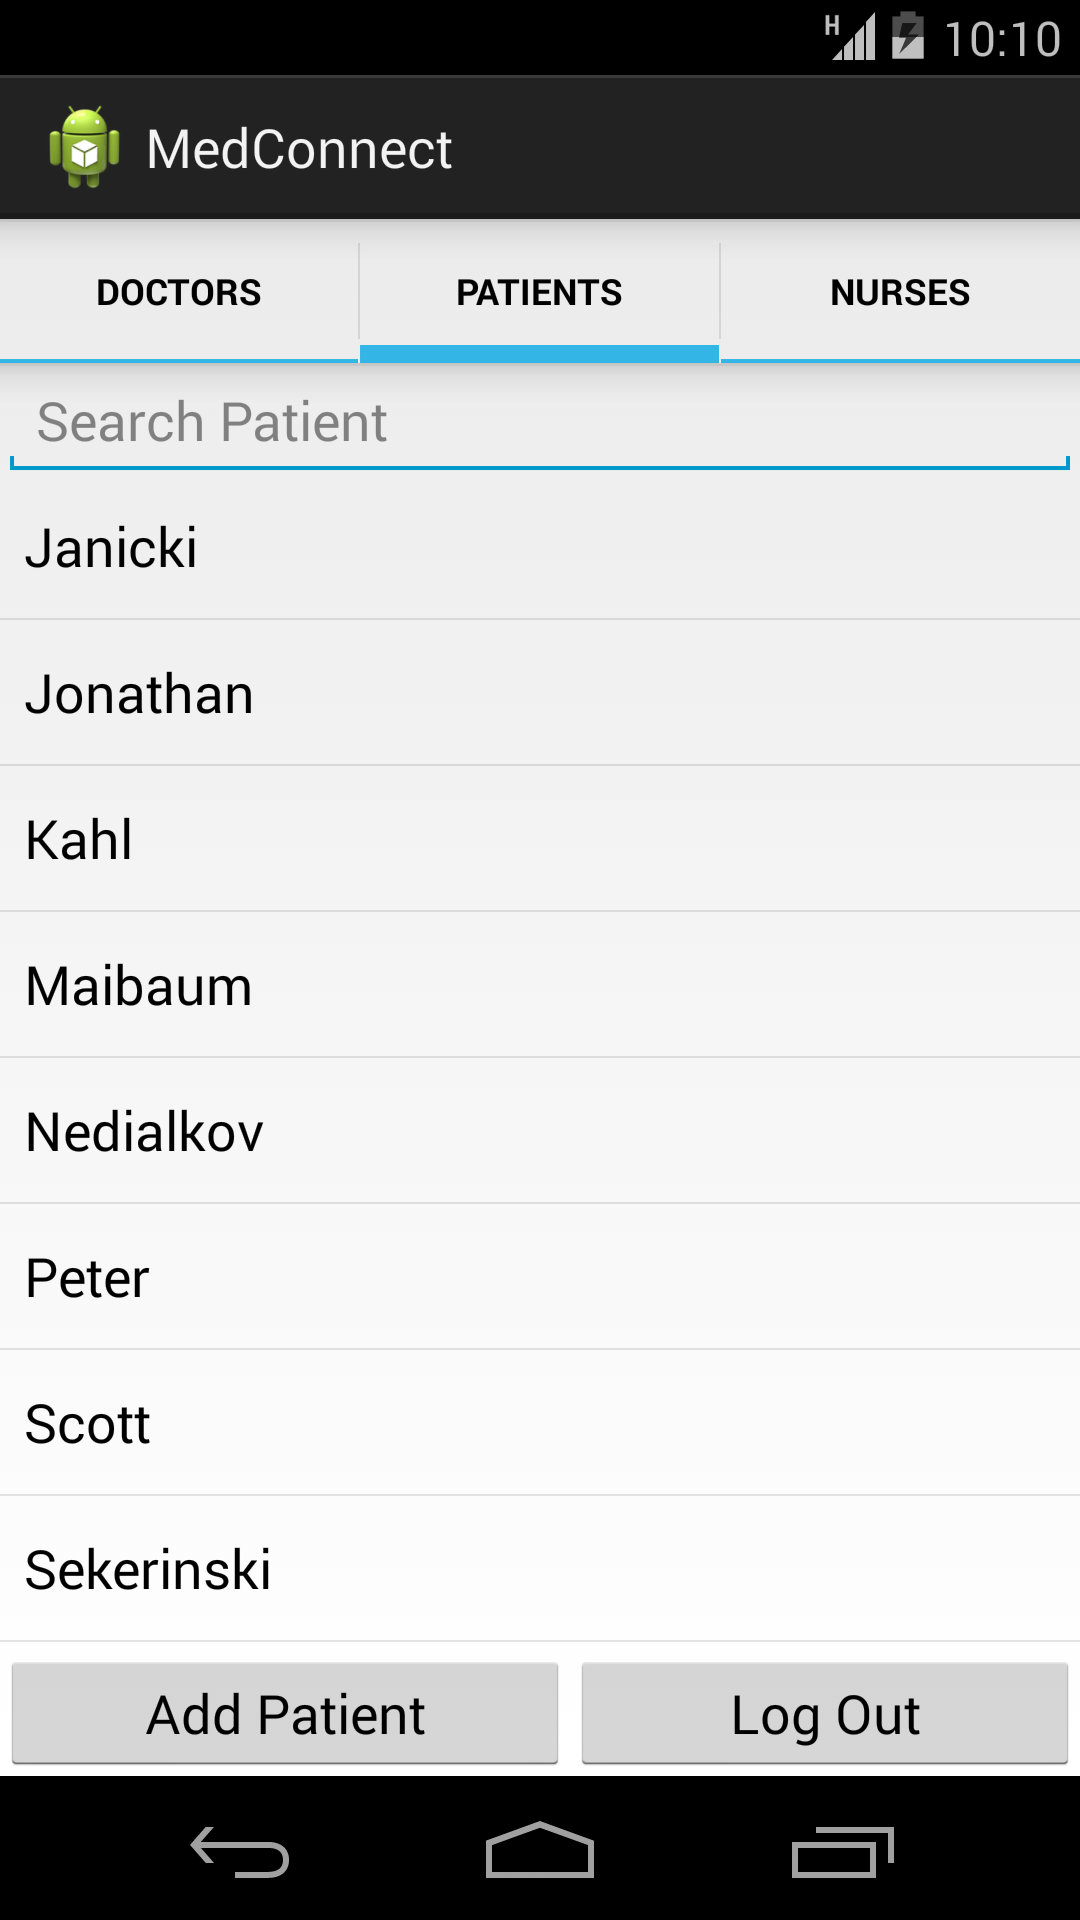 H 10:10
MedConnect
DOCTORS PATIENTS NURSES
Search Patient
Janicki
Jonathan
Kahl
Maibaum
Nedialkov
Peter
Scott
Sekerinski
Add Patient Log Out